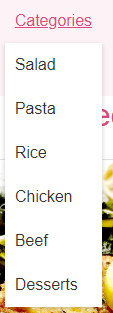 Categories
Salad
Pasta
Rice
Chicken
Beef
Desserts